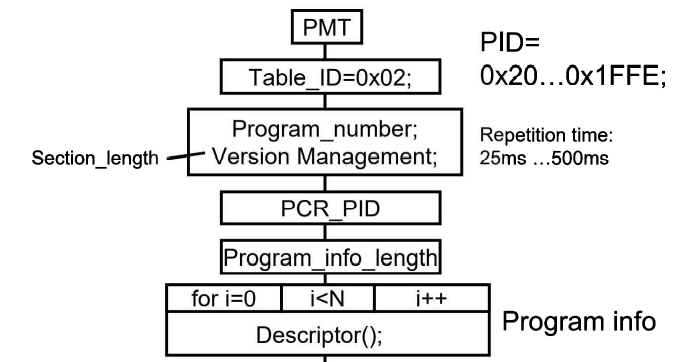 PMT
PID=
0x20…0x1FFE;
Table_ID=0x02;
Program_number;
Version Management;
Section_length
Repetition time:
25ms …500ms
PCR_PID
Program_info_length
for i=0 i<N i++
Descriptor();
Program info